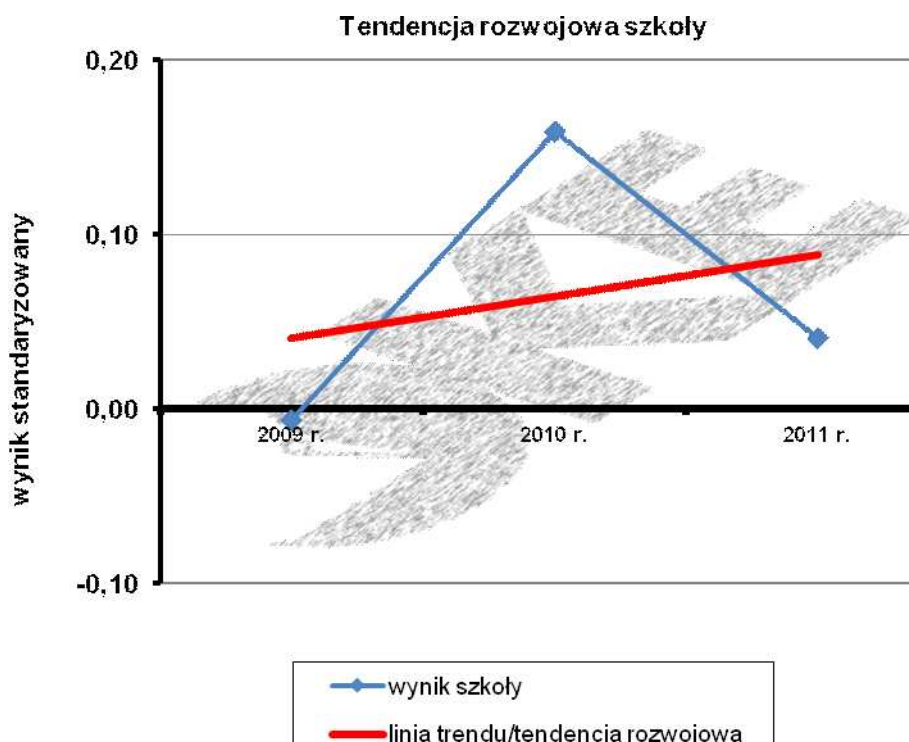 Tendencja rozwojowa szkoły
0,20
0,10
0,00
-0,10
wynik standaryzowany
2009 r. 2010 r. 2011 r.
wynik szkoły
linia trendu/tendencja rozwojowa